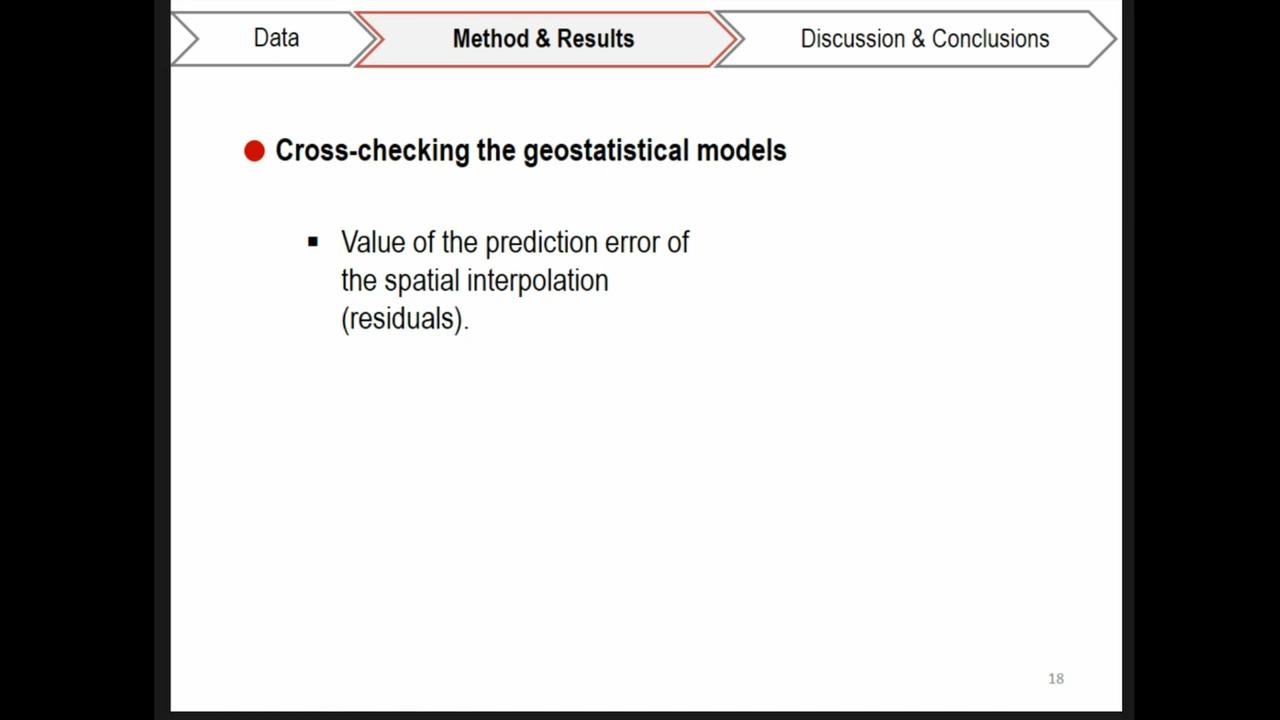 Data
Method & Results
Discussion & Conclusions
Cross-checking the geostatistical models
Value of the prediction error of
the spatial interpolation
(residuals).
18